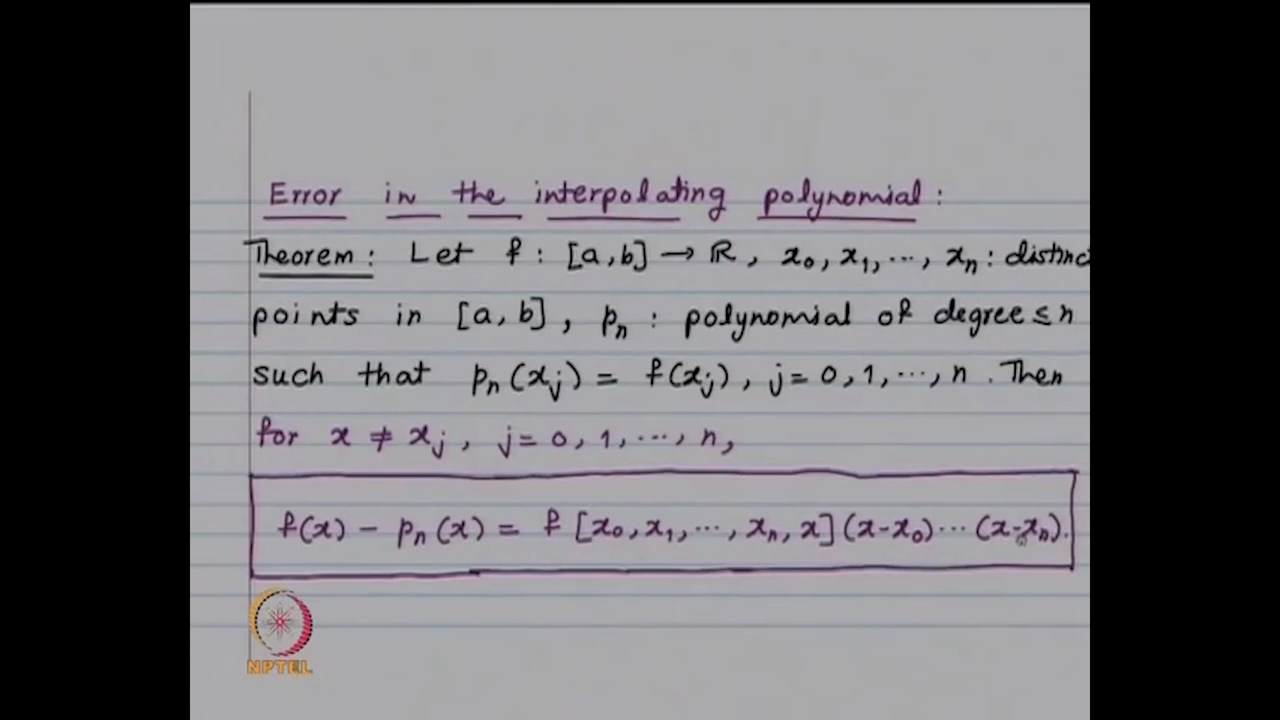 Error in the interpolating polynomial:
Theorem: Let f: [a,b] → ℝ, x₀, x₁, ⋯, xₙ: distinc
points in [a, b], pₙ: polynomial of degree ≤ n
such that pₙ(xⱼ) = f(xⱼ), j = 0, 1, ⋯, n. Then
for x ≠ xⱼ, j = 0, 1, ⋯, n,
f(x) − pₙ(x) = f [x₀, x₁, ⋯, xₙ, x] (x−x₀) ⋯ (x−xₙ).
NPTEL